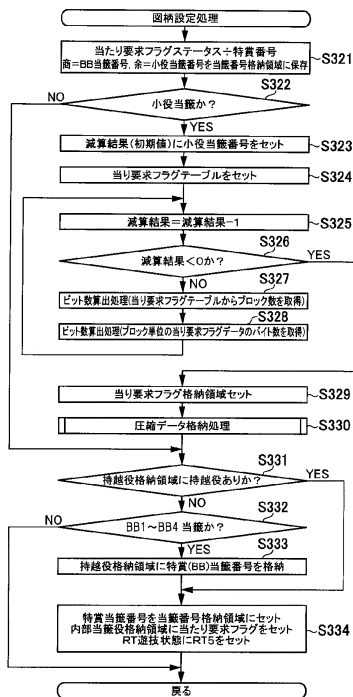 図柄設定処理
当たり要求フラグステータス÷特賞番号
商=BB当籤番号, 余=小役当籤番号を当籤番号格納領域に保存
S321
S322
小役当籤か?
NO
YES
減算結果(初期値)に小役当籤番号をセット
S323
当り要求フラグテーブルをセット
S324
減算結果=減算結果-1
S325
S326
減算結果<0か?
YES
NO
S327
ビット数算出処理(当り要求フラグテーブルからブロック数を取得)
S328
ビット数算出処理(ブロック単位の当り要求フラグデータのバイト数を取得)
当り要求フラグ格納領域セット
S329
圧縮データ格納処理
S330
S331
持越役格納領域に持越役ありか?
YES
NO
S332
NO
BB1~BB4 当籤か?
YES
S333
持越役格納領域に特賞(BB)当籤番号を格納
特賞当籤番号を当籤番号格納領域にセット
内部当籤役格納領域に当たり要求フラグをセット
RT遊技状態にRT5をセット
S334
戻る